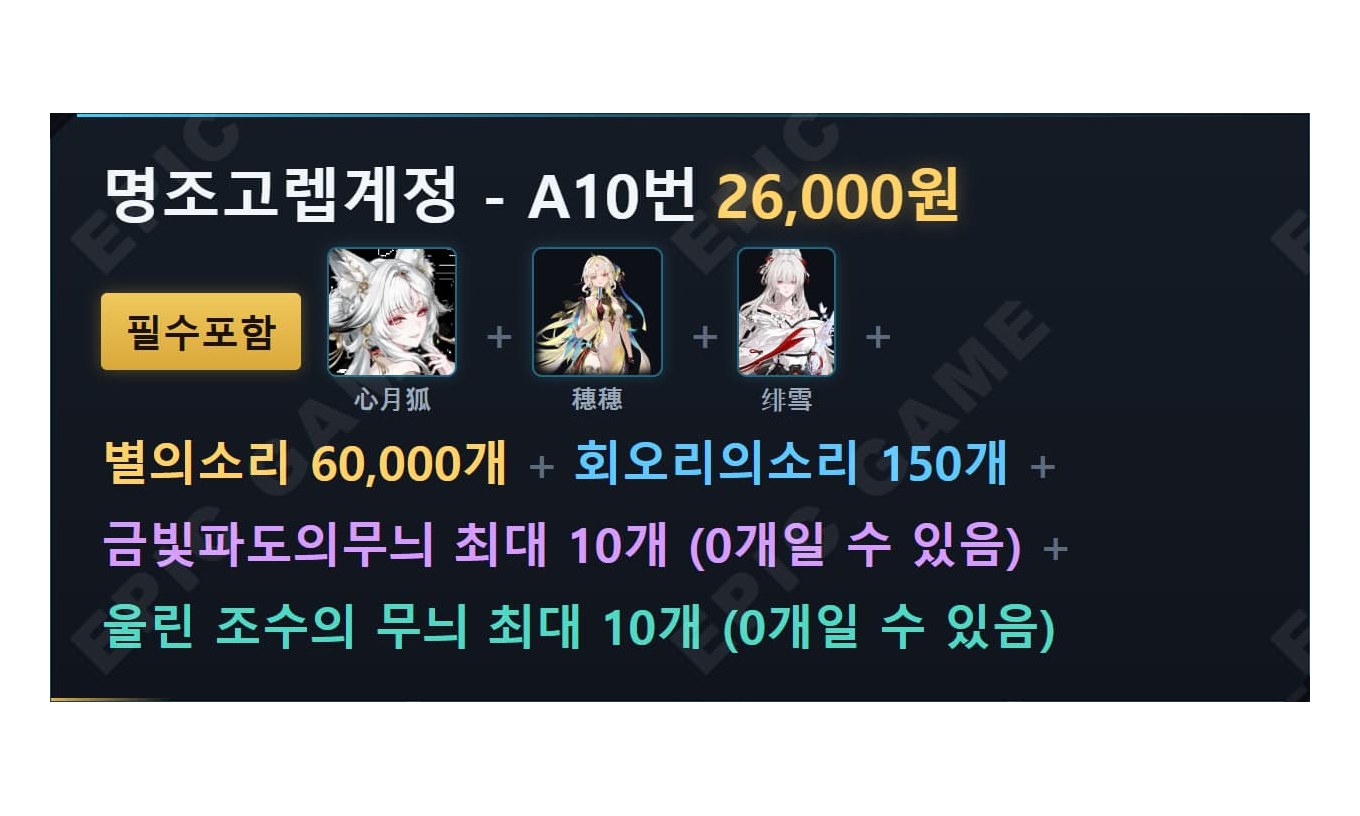 명조고렙계정 - A10번 26,000원
필수포함 + + +
心月狐 穗穗 绯雪
별의소리 60,000개 + 회오리의소리 150개 +
금빛파도의무늬 최대 10개 (0개일 수 있음) +
울린 조수의 무늬 최대 10개 (0개일 수 있음)
EPIC GAME